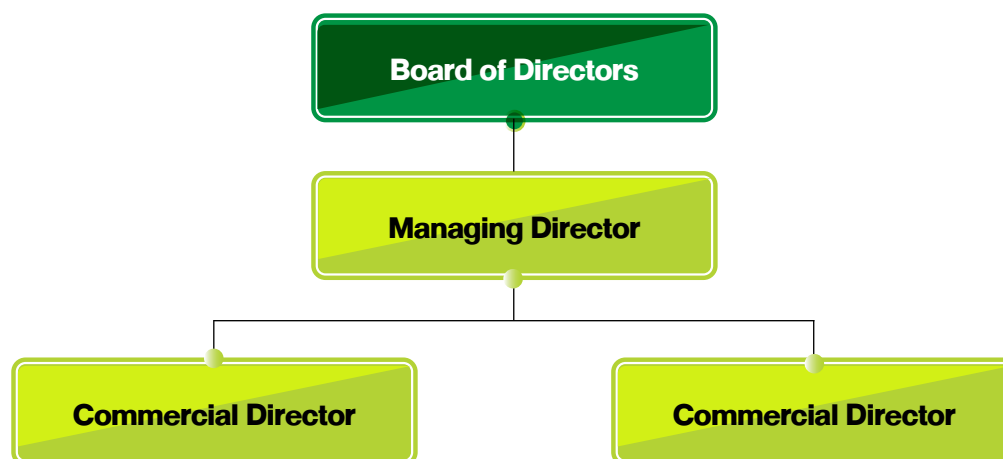 Board of Directors
Managing Director
Commercial Director
Commercial Director